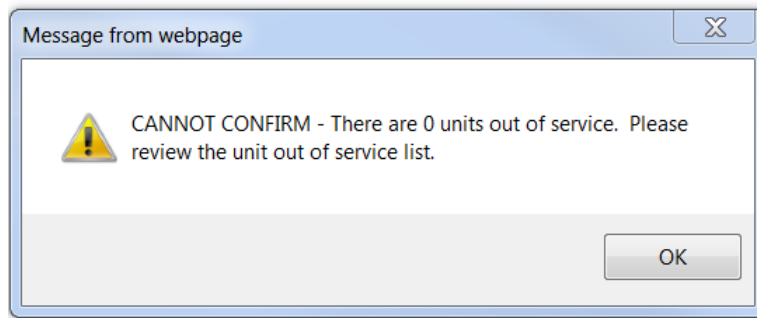 Message from webpage
CANNOT CONFIRM - There are 0 units out of service.  Please
review the unit out of service list.
OK